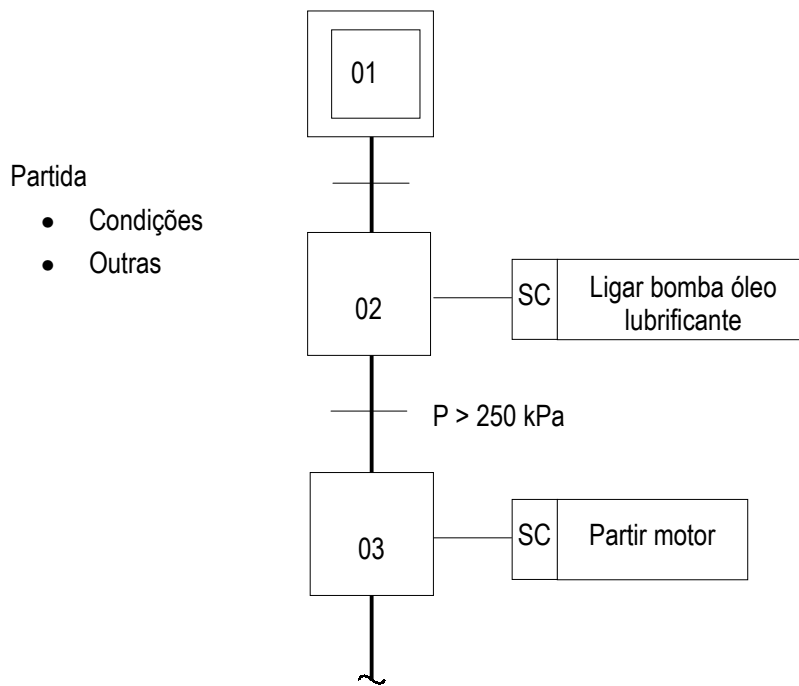 01
Partida
• Condições
• Outras
02
SC
Ligar bomba óleo
lubrificante
P > 250 kPa
03
SC
Partir motor